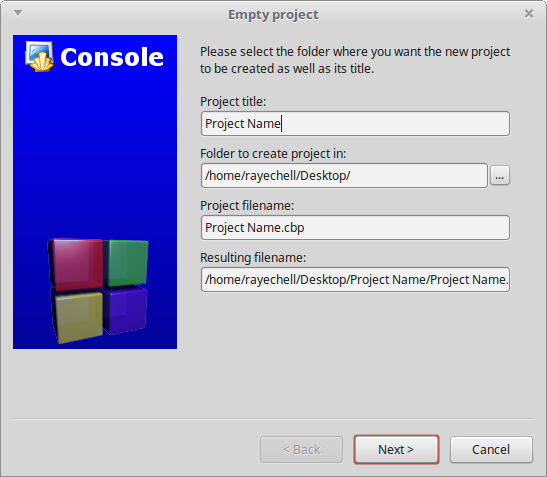 Empty project
Console
Please select the folder where you want the new project
to be created as well as its title.
Project title:
Project Name
Folder to create project in:
/home/rayechell/Desktop/
...
Project filename:
Project Name.cbp
Resulting filename:
/home/rayechell/Desktop/Project Name/Project Name.
< Back
Next >
Cancel